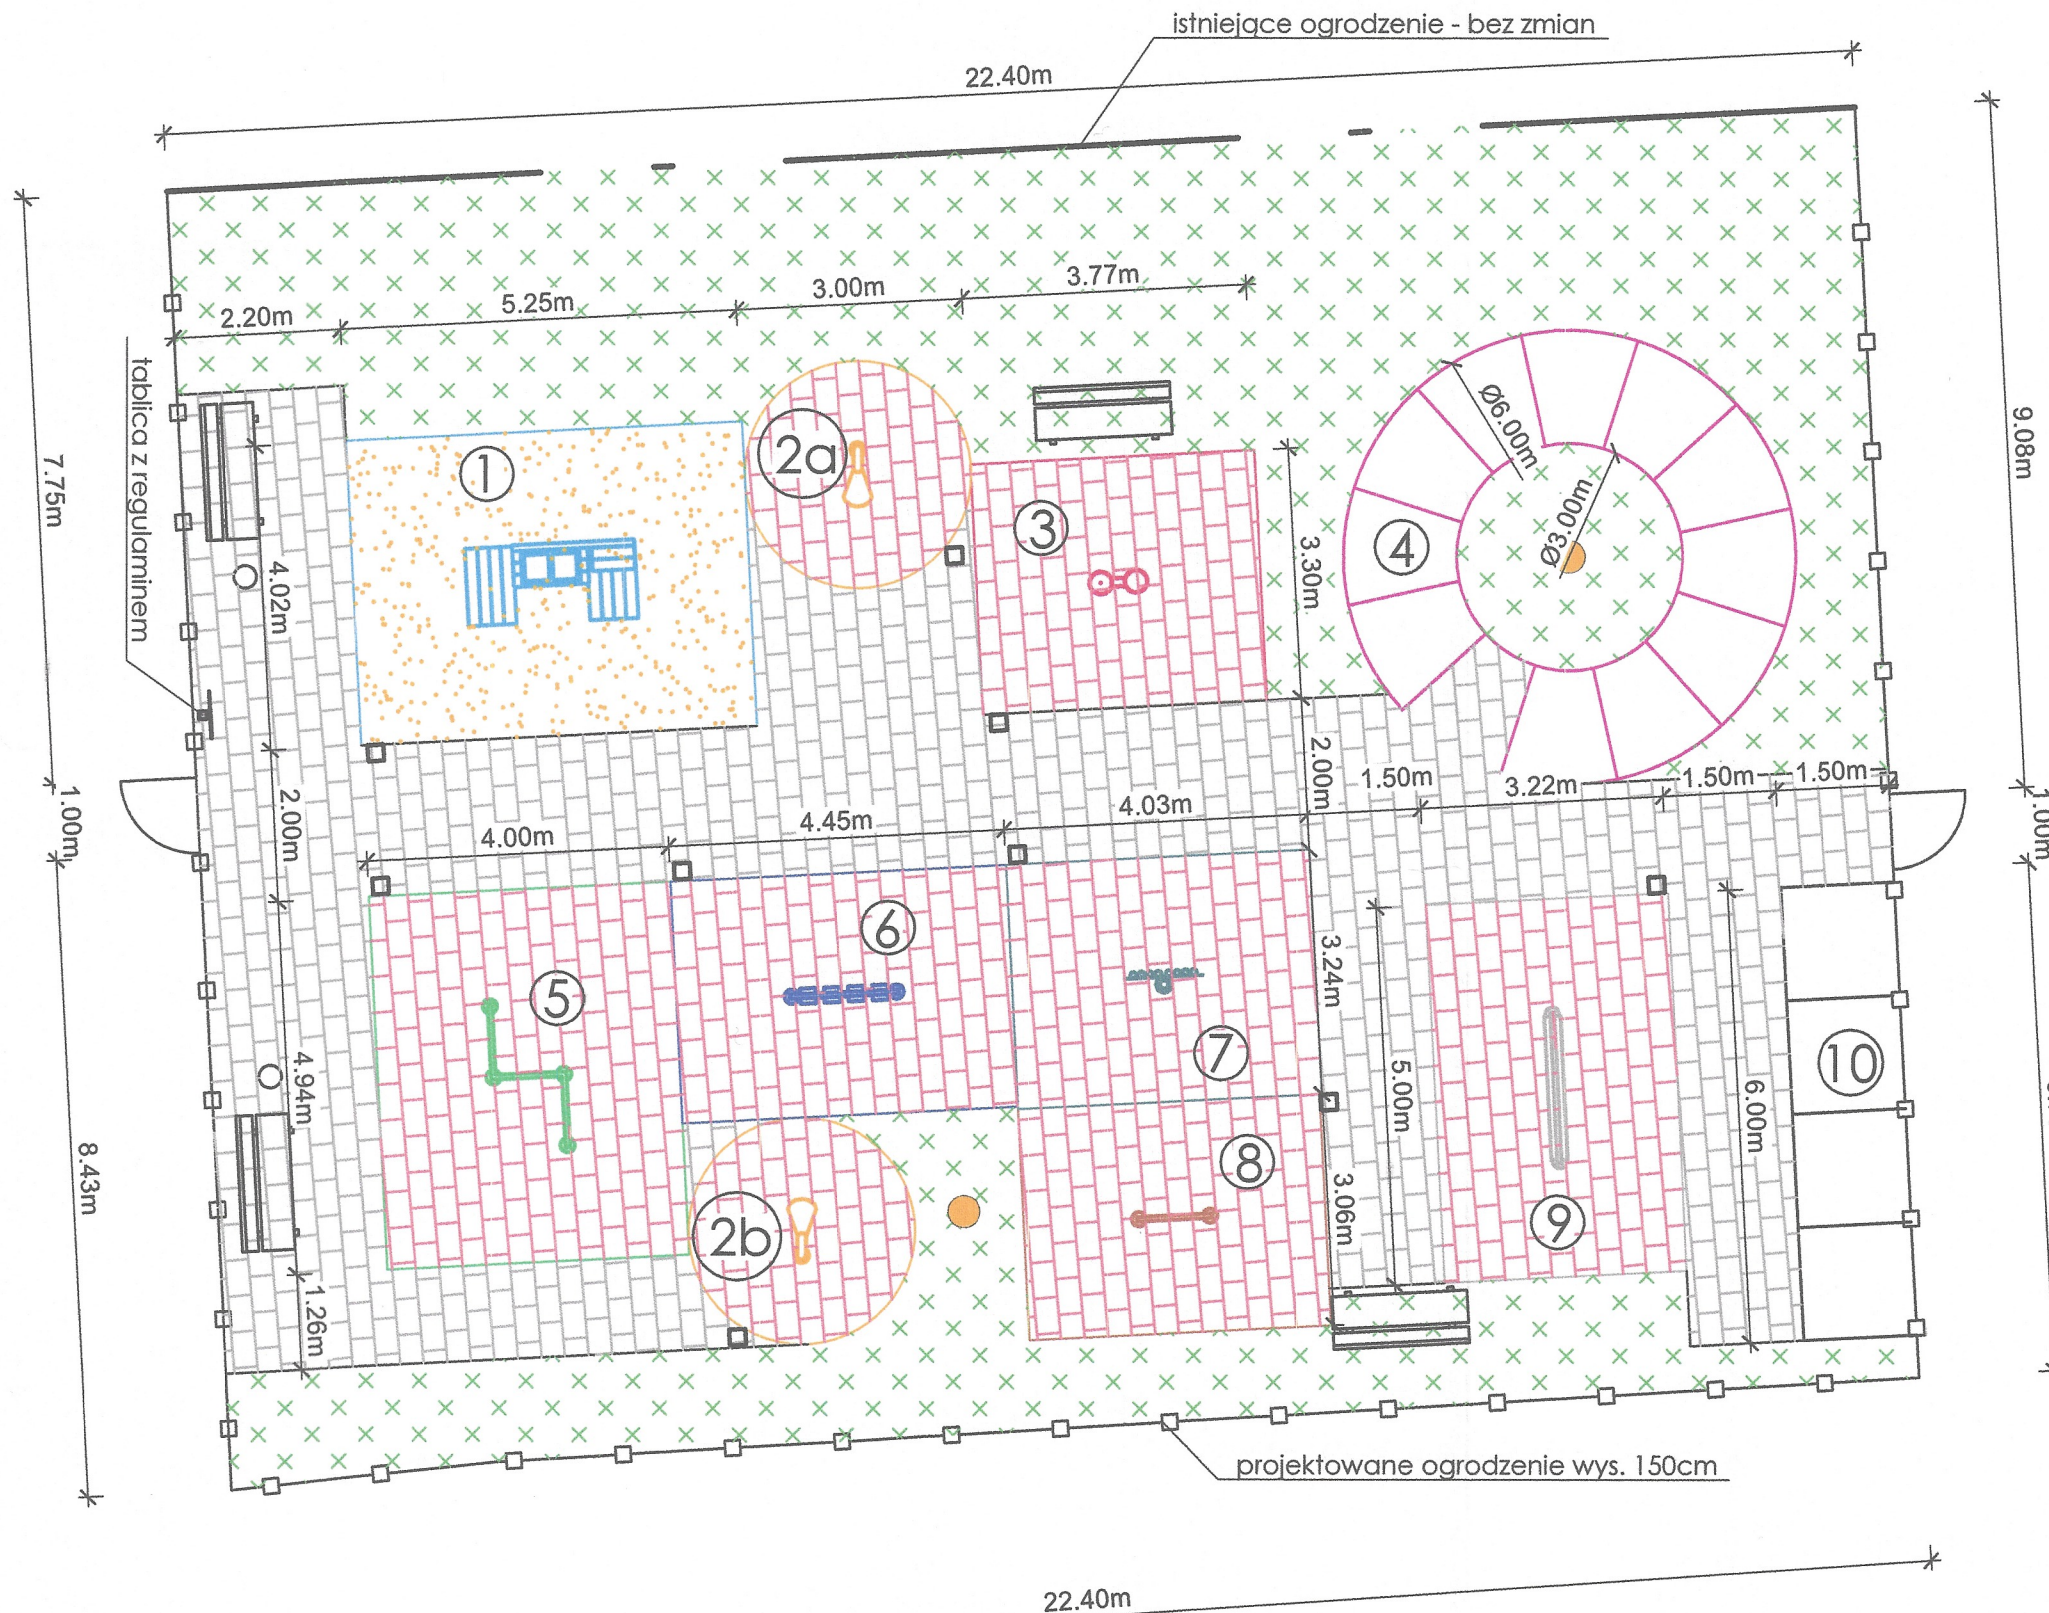 istniejące ogrodzenie - bez zmian
22.40m
3.77m
3.00m
5.25m
2.20m
9.08m
7.75m
tablica z regulaminem
1
2a
3
4
Ø6.00m
Ø3.00m
3.30m
4.02m
2.00m
1.50m
3.22m
1.50m
1.50m
1.00m
1.00m
2.00m
4.03m
4.45m
4.00m
5
6
7
8
9
10
2b
3.24m
5.00m
6.00m
4.94m
3.06m
8.43m
1.26m
projektowane ogrodzenie wys. 150cm
22.40m